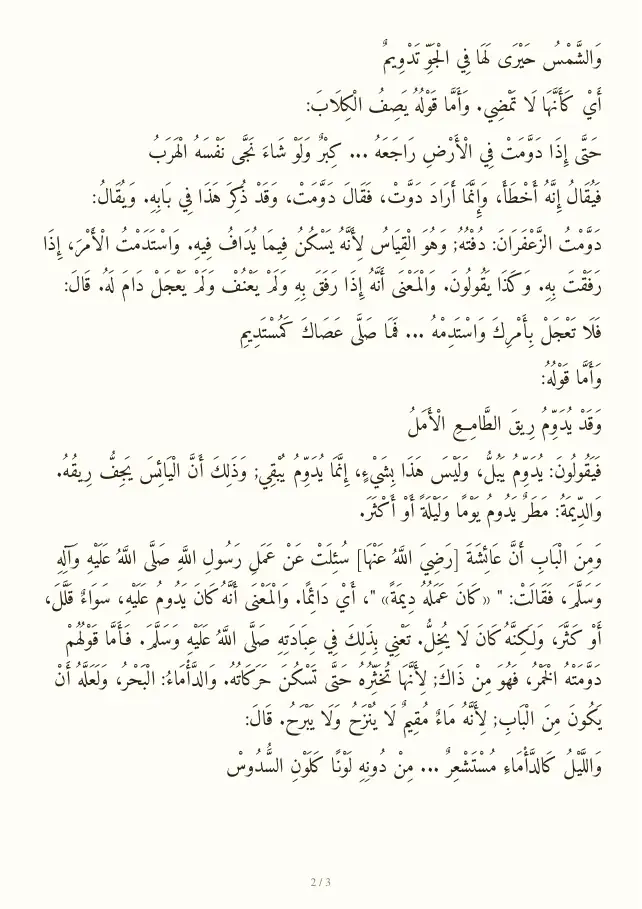 وَالشَّمْسُ حَيْرَى لَهَا فِي الْجَوِّ تَدْوِيمٌ
أَيْ كَأَنَّهَا لَا تَمْضِي. وَأَمَّا قَوْلُهُ يَصِفُ الْكِلَابَ:
حَتَّى إِذَا دَوَّمَتْ فِي الْأَرْضِ رَاجَعَهُ ... كِبْرٌ وَلَوْ شَاءَ نَجَّى نَفْسَهُ الْهَرَبُ
فَيُقَالُ إِنَّهُ أَخْطَأَ، وَإِنَّمَا أَرَادَ دَوَّتْ، فَقَالَ دَوَّمَتْ، وَقَدْ ذُكِرَ هَذَا فِي بَابِهِ. وَيُقَالُ:
دَوَّمْتُ الزَّعْفَرَانَ: دُفْتُهُ; وَهُوَ الْقِيَاسُ لِأَنَّهُ يَسْكُنُ فِيمَا يُدَافُ فِيهِ. وَاسْتَدَمْتُ الْأَمْرَ، إِذَا
رَفَقْتَ بِهِ. وَكَذَا يَقُولُونَ. وَالْمَعْنَى أَنَّهُ إِذَا رَفَقَ بِهِ وَلَمْ يَعْنُفْ وَلَمْ يَعْجَلْ دَامَ لَهُ. قَالَ:
فَلَا تَعْجَلْ بِأَمْرِكَ وَاسْتَدِمْهُ ... فَمَا صَلَّى عَصَاكَ كَمُسْتَدِيمِ
وَأَمَّا قَوْلُهُ:
وَقَدْ يُدَوِّمُ رِيقَ الطَّامِعِ الْأَمَلُ
فَيَقُولُونَ: يُدَوِّمُ يَبُلُّ، وَلَيْسَ هَذَا بِشَيْءٍ، إِنَّمَا يُدَوِّمُ يُبْقِي; وَذَلِكَ أَنَّ الْيَائِسَ يَجِفُّ رِيقُهُ.
وَالدِّيمَةُ: مَطَرٌ يَدُومُ يَوْمًا وَلَيْلَةً أَوْ أَكْثَرَ.
وَمِنَ الْبَابِ أَنَّ عَائِشَةَ [رَضِيَ اللَّهُ عَنْهَا] سُئِلَتْ عَنْ عَمَلِ رَسُولِ اللَّهِ صَلَّى اللَّهُ عَلَيْهِ وَآلِهِ
وَسَلَّمَ، فَقَالَتْ: " «كَانَ عَمَلُهُ دِيمَةً» "، أَيْ دَائِمًا. وَالْمَعْنَى أَنَّهُ كَانَ يَدُومُ عَلَيْهِ، سَوَاءٌ قَلَّلَ،
أَوْ كَثَّرَ، وَلَكِنَّهُ كَانَ لَا يُخِلُّ. تَعْنِي بِذَلِكَ فِي عِبَادَتِهِ صَلَّى اللَّهُ عَلَيْهِ وَسَلَّمَ. فَأَمَّا قَوْلُهُمْ
دَوَّمَتْهُ الْخَمْرُ، فَهُوَ مِنْ ذَاكَ; لِأَنَّهَا تُخَثِّرُهُ حَتَّى تَسْكُنَ حَرَكَاتُهُ. وَالدَّأْمَاءُ: الْبَحْرُ، وَلَعَلَّهُ أَنْ
يَكُونَ مِنَ الْبَابِ; لِأَنَّهُ مَاءٌ مُقِيمٌ لَا يُنْزَحُ وَلَا يَبْرَحُ. قَالَ:
وَاللَّيْلُ كَالدَّأْمَاءِ مُسْتَشْعِرٌ ... مِنْ دُونِهِ لَوْنًا كَلَوْنِ السُّدُوسْ
2 / 3